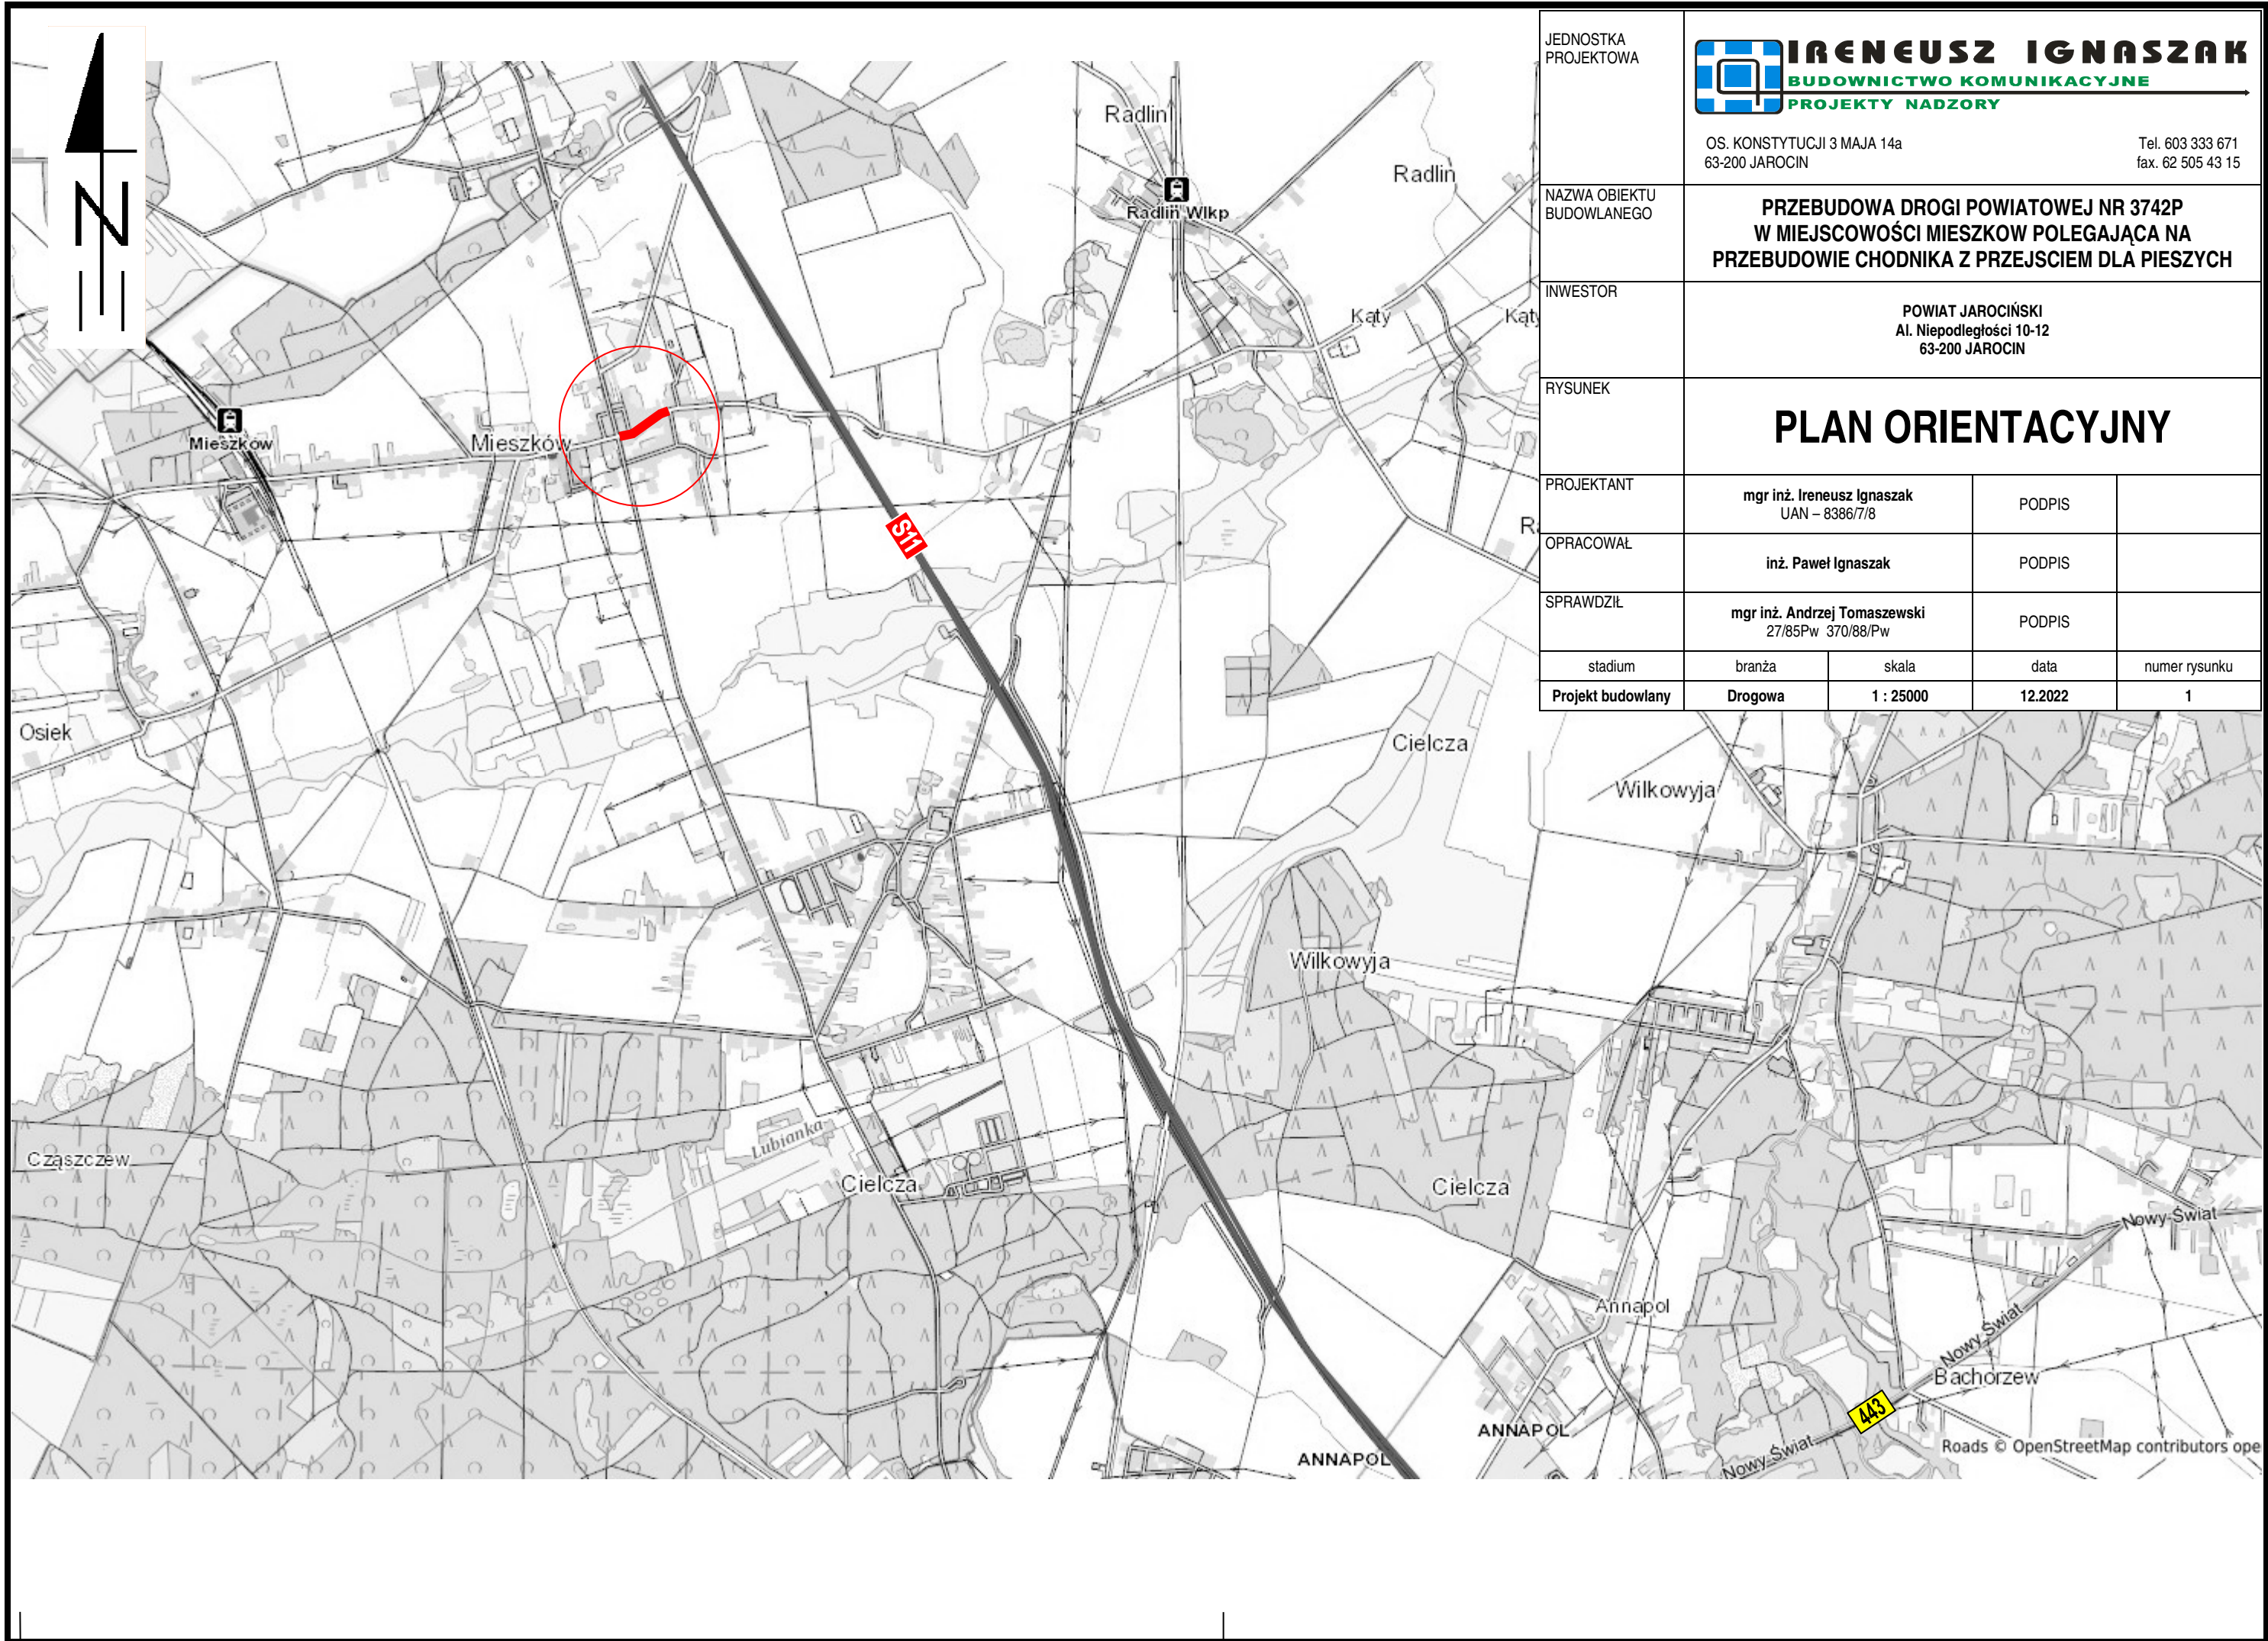 N
JEDNOSTKA
PROJEKTOWA
IRENEUSZ IGNASZAK
BUDOWNICTWO KOMUNIKACYJNE
PROJEKTY NADZORY
OS. KONSTYTUCJI 3 MAJA 14a
63-200 JAROCIN
Tel. 603 333 671
fax. 62 505 43 15
NAZWA OBIEKTU
BUDOWLANEGO
PRZEBUDOWA DROGI POWIATOWEJ NR 3742P
W MIEJSCOWOŚCI MIESZKOW POLEGAJĄCA NA
PRZEBUDOWIE CHODNIKA Z PRZEJSCIEM DLA PIESZYCH
INWESTOR
POWIAT JAROCIŃSKI
Al. Niepodległości 10-12
63-200 JAROCIN
RYSUNEK
PLAN ORIENTACYJNY
PROJEKTANT
mgr inż. Ireneusz Ignaszak
UAN – 8386/7/8
PODPIS
OPRACOWAŁ
inż. Paweł Ignaszak
PODPIS
SPRAWDZIŁ
mgr inż. Andrzej Tomaszewski
27/85Pw 370/88/Pw
PODPIS
stadium branża skala data numer rysunku
Projekt budowlany Drogowa 1 : 25000 12.2022 1
Radlin
Radlin
Radlin Wlkp
Kąty
Kąty
Mieszków
Mieszków
S11
Osiek
Cielcza
Wilkowyja
Wilkowyja
Cząszczew
Lubianka
Cielcza
Cielcza
Nowy Świat
Annapol
Nowy Świat
Bachorzew
443
ANNAPOL
Nowy Świat
ANNAPOL
Roads © OpenStreetMap contributors ope